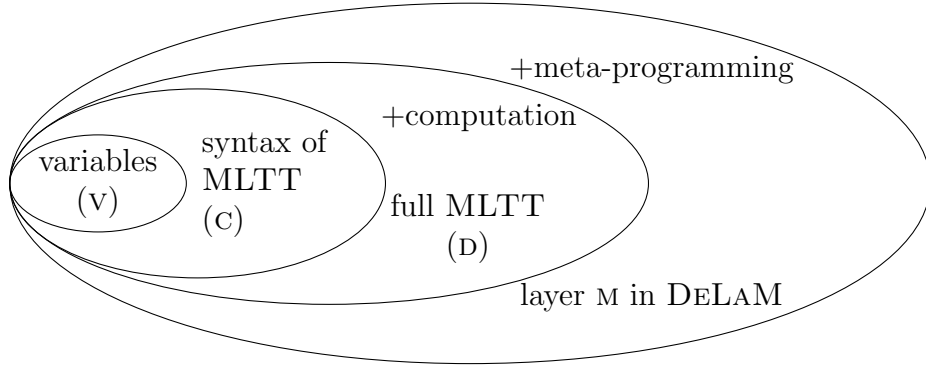 +meta-programming
+computation
variables
(V)
syntax of
MLTT
(C)
full MLTT
(D)
layer M in DELAM